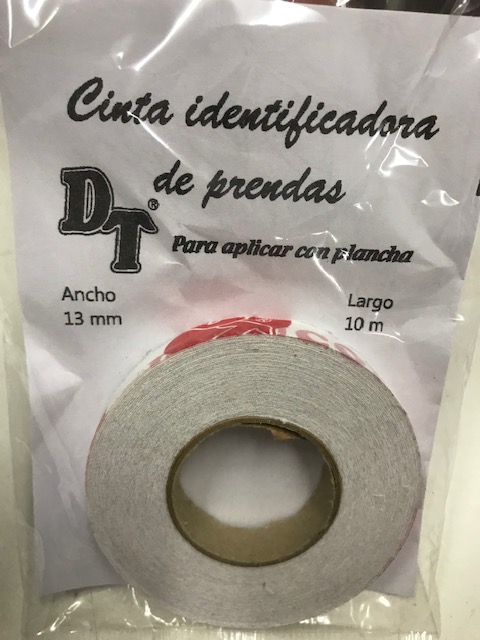 Cinta identificadora
de prendas
DT®
Para aplicar con plancha
Ancho
13 mm
Largo
10 m